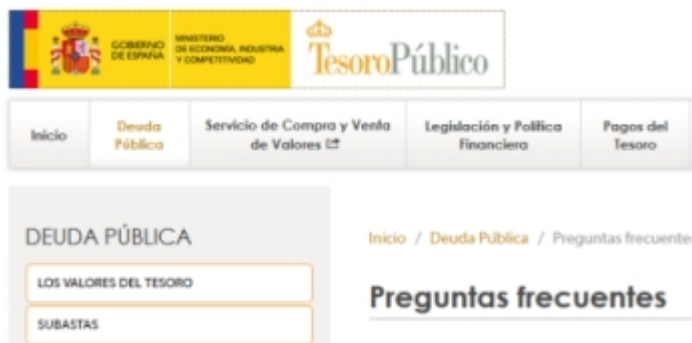 GOBIERNO
DE ESPAÑA
MINISTERIO
DE ECONOMÍA, INDUSTRIA
Y COMPETITIVIDAD
TesoroPúblico
Inicio
Deuda
Pública
Servicio de Compra y Venta
de Valores
Legislación y Política
Financiera
Pagos del
Tesoro
DEUDA PÚBLICA
Inicio / Deuda Pública / Preguntas frecuentes
LOS VALORES DEL TESORO
Preguntas frecuentes
SUBASTAS